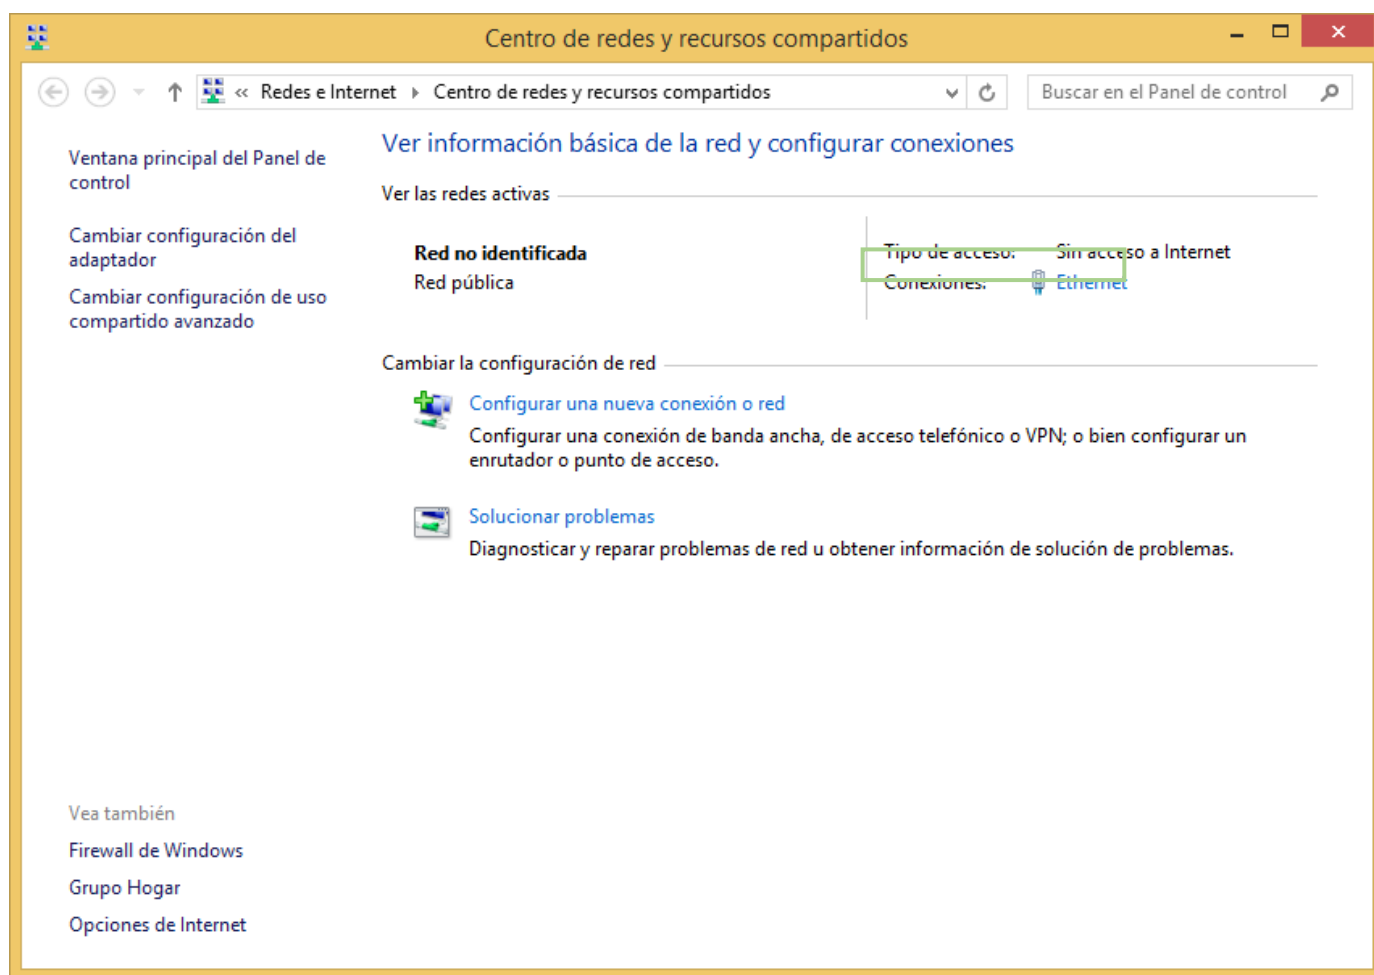 Centro de redes y recursos compartidos
« Redes e Internet Centro de redes y recursos compartidos
Buscar en el Panel de control
Ventana principal del Panel de
control
Cambiar configuración del
adaptador
Cambiar configuración de uso
compartido avanzado
Ver información básica de la red y configurar conexiones
Ver las redes activas
Red no identificada
Red pública
Tipo de acceso: Sin acceso a Internet
Conexiones: Ethernet
Cambiar la configuración de red
Configurar una nueva conexión o red
Configurar una conexión de banda ancha, de acceso telefónico o VPN; o bien configurar un
enrutador o punto de acceso.
Solucionar problemas
Diagnosticar y reparar problemas de red u obtener información de solución de problemas.
Vea también
Firewall de Windows
Grupo Hogar
Opciones de Internet